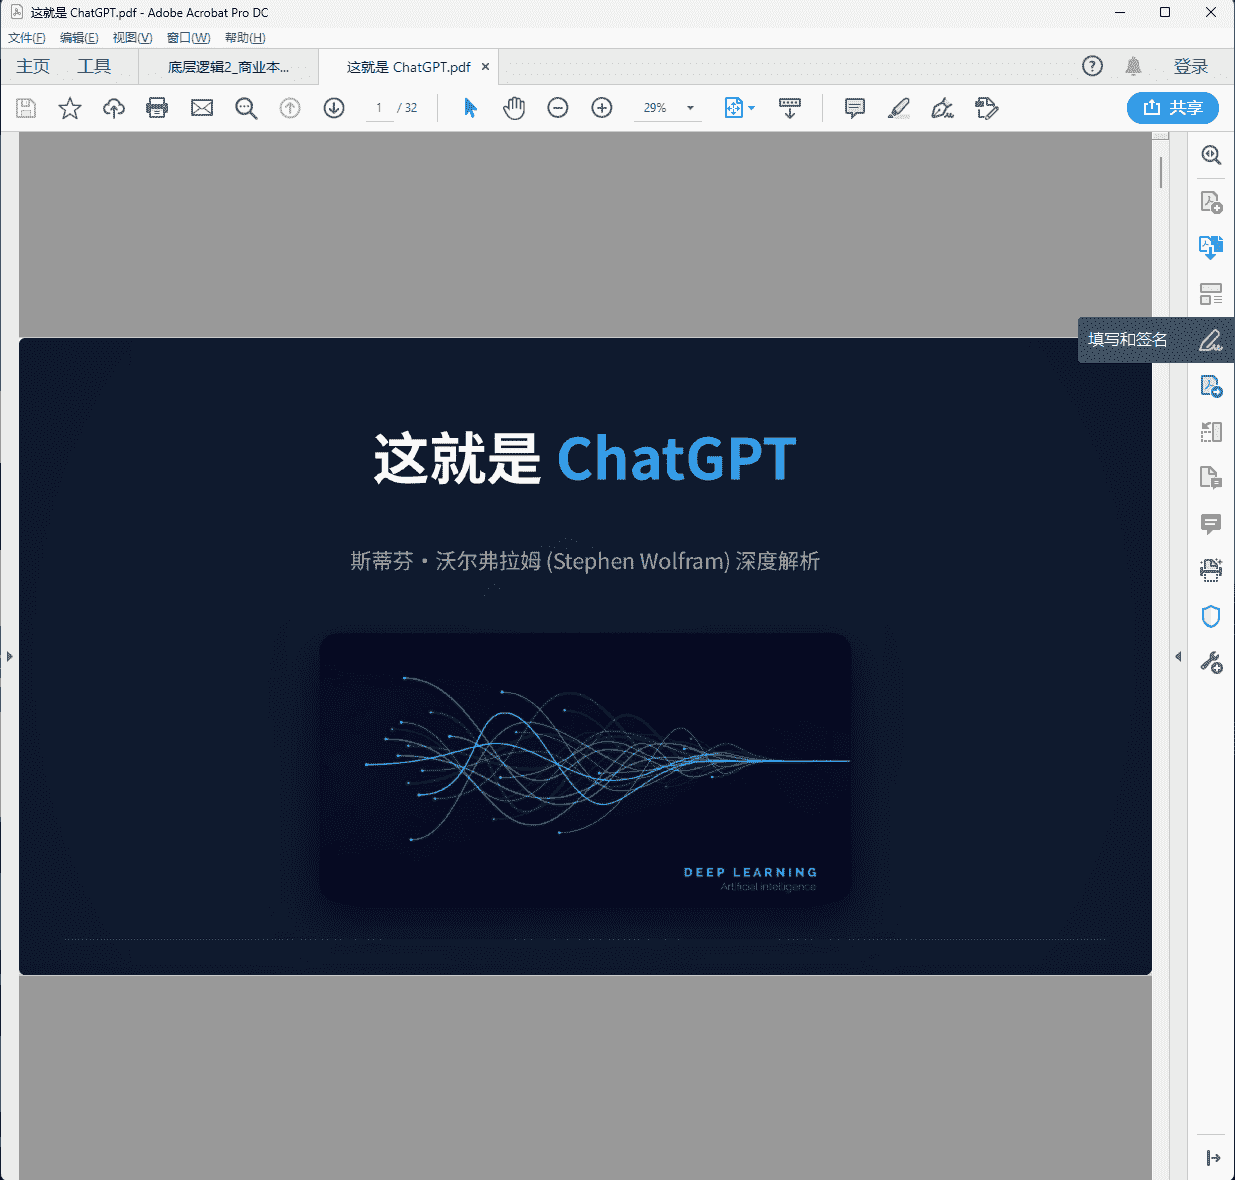 这就是 ChatGPT.pdf - Adobe Acrobat Pro DC
文件(F) 编辑(E) 视图(V) 窗口(W) 帮助(H)
主页 工具 底层逻辑2_商业本... 这就是 ChatGPT.pdf × 登录
1 / 32 29% 共享
填写和签名
这就是 ChatGPT
斯蒂芬·沃尔弗拉姆 (Stephen Wolfram) 深度解析
DEEP LEARNING
Artificial intelligence